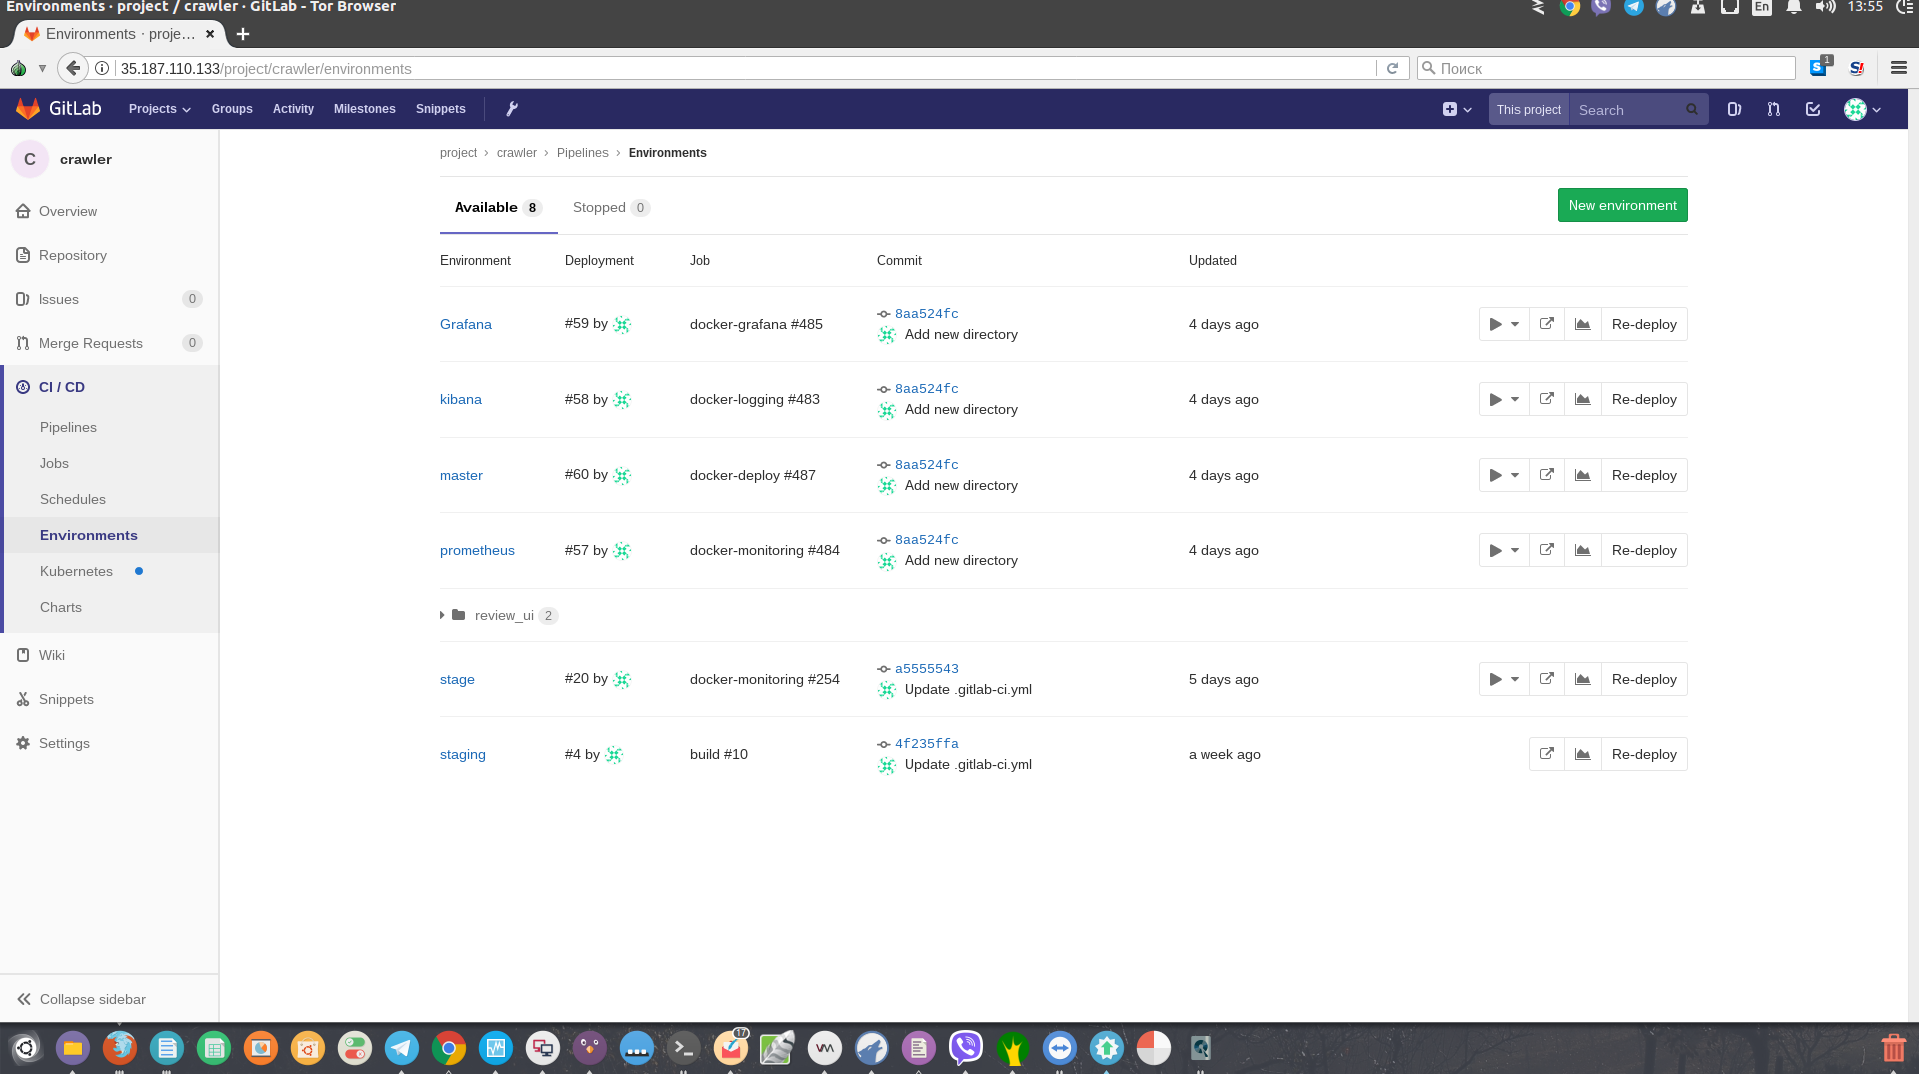 Environments · project / crawler · GitLab - Tor Browser
En
13:55
Environments · proje…
35.187.110.133/project/crawler/environments
Поиск
1
GitLab
Projects
Groups
Activity
Milestones
Snippets
This project
Search
C
crawler
Overview
Repository
Issues 0
Merge Requests 0
CI / CD
Pipelines
Jobs
Schedules
Environments
Kubernetes
Charts
Wiki
Snippets
Settings
Collapse sidebar
project › crawler › Pipelines › Environments
Available 8
Stopped 0
New environment
Environment Deployment Job Commit Updated
Grafana #59 by docker-grafana #485 8aa524fc Add new directory 4 days ago Re-deploy
kibana #58 by docker-logging #483 8aa524fc Add new directory 4 days ago Re-deploy
master #60 by docker-deploy #487 8aa524fc Add new directory 4 days ago Re-deploy
prometheus #57 by docker-monitoring #484 8aa524fc Add new directory 4 days ago Re-deploy
review_ui 2
stage #20 by docker-monitoring #254 a5555543 Update .gitlab-ci.yml 5 days ago Re-deploy
staging #4 by build #10 4f235ffa Update .gitlab-ci.yml a week ago Re-deploy
17